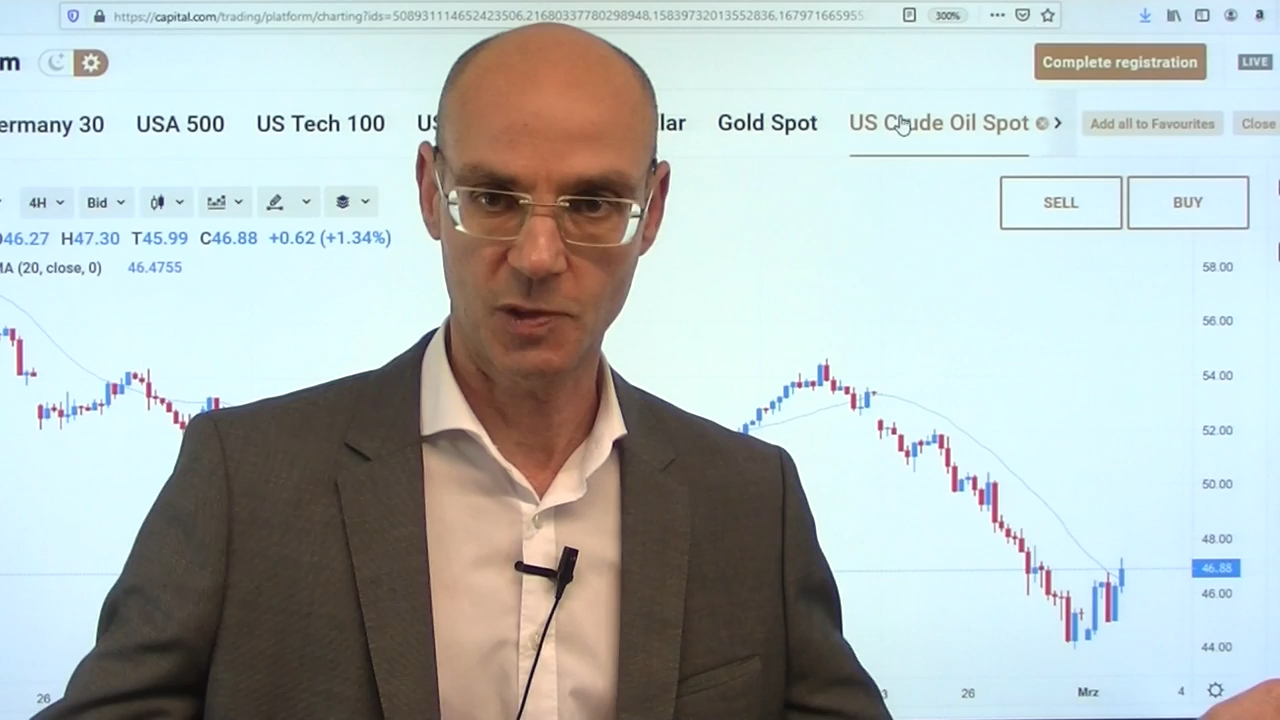 https://capital.com/trading/platform/charting?ids=508931114652423506,21680337780298948,15839732013552836,167971665955
300%
m
Complete registration
LIVE
ermany 30 USA 500 US Tech 100 US lar Gold Spot US Crude Oil Spot
Add all to Favourites
Close
4H
Bid
SELL
BUY
O46.27 H47.30 T45.99 C46.88 +0.62 (+1.34%)
MA (20, close, 0) 46.4755
58.00
56.00
54.00
52.00
50.00
48.00
46.88
46.00
44.00
26
3
26
Mrz
4